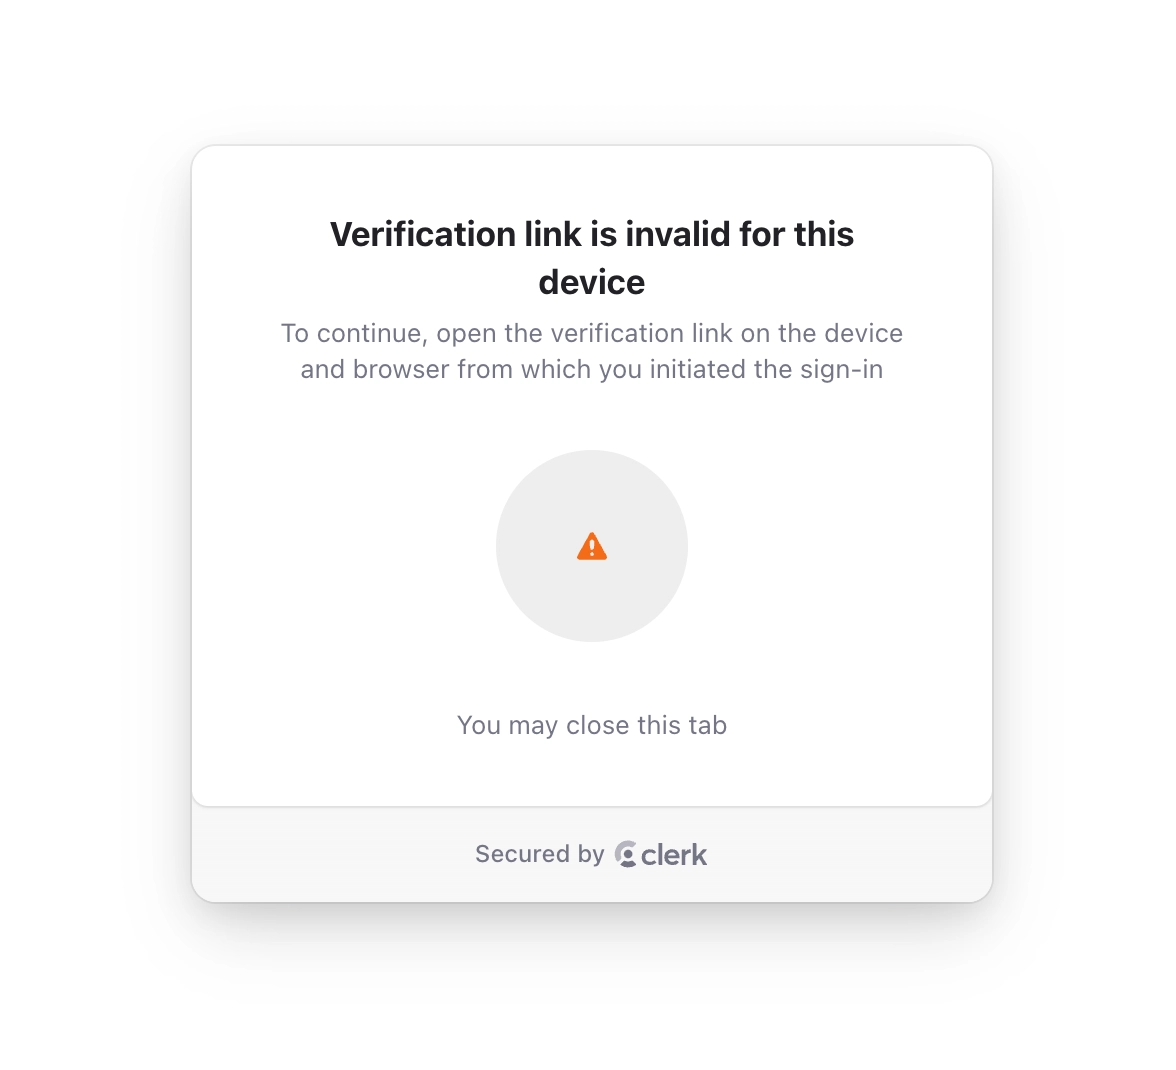 Verification link is invalid for this
device
To continue, open the verification link on the device
and browser from which you initiated the sign-in
You may close this tab
Secured by clerk